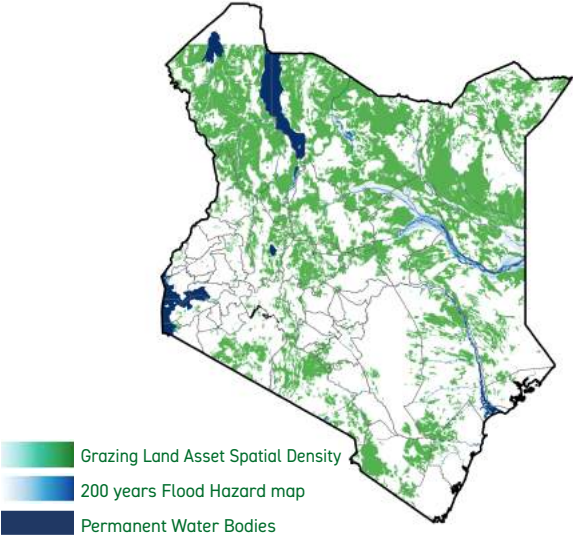 Grazing Land Asset Spatial Density
200 years Flood Hazard map
Permanent Water Bodies